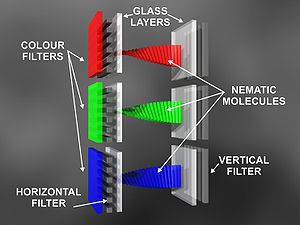 GLASS
LAYERS
COLOUR
FILTERS
NEMATIC
MOLECULES
VERTICAL
FILTER
HORIZONTAL
FILTER